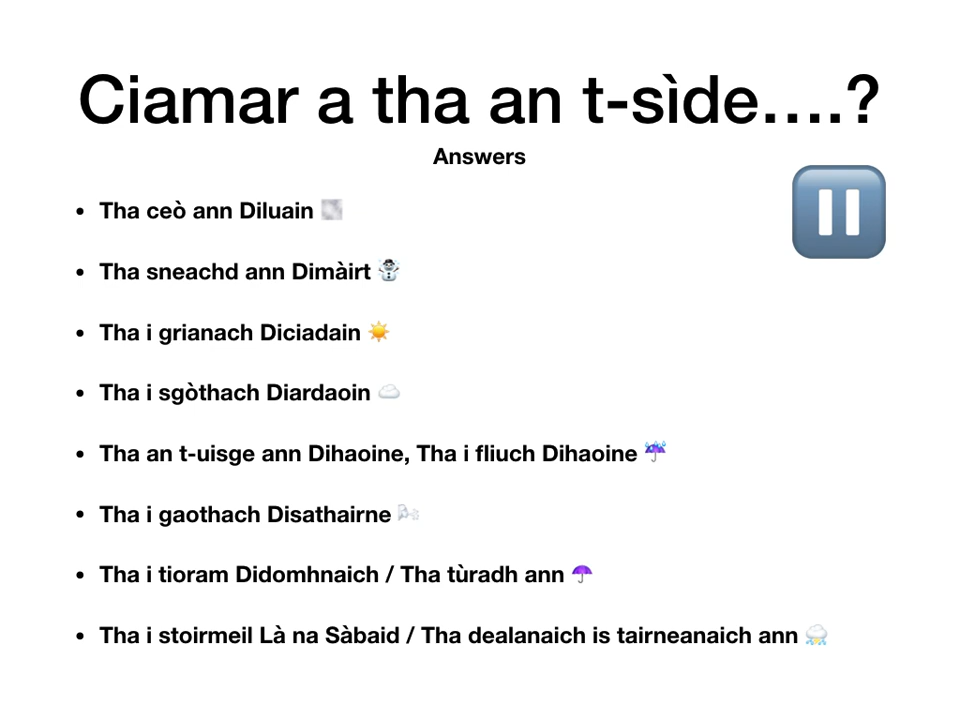 Ciamar a tha an t-sìde....?
Answers
• Tha ceò ann Diluain
• Tha sneachd ann Dimàirt ☃️
• Tha i grianach Diciadain ☀️
• Tha i sgòthach Diardaoin ☁️
• Tha an t-uisge ann Dihaoine, Tha i fliuch Dihaoine ☔
• Tha i gaothach Disathairne 🌬️
• Tha i tioram Didomhnaich / Tha tùradh ann ☂️
• Tha i stoirmeil Là na Sàbaid / Tha dealanaich is tairneanaich ann ⛈️